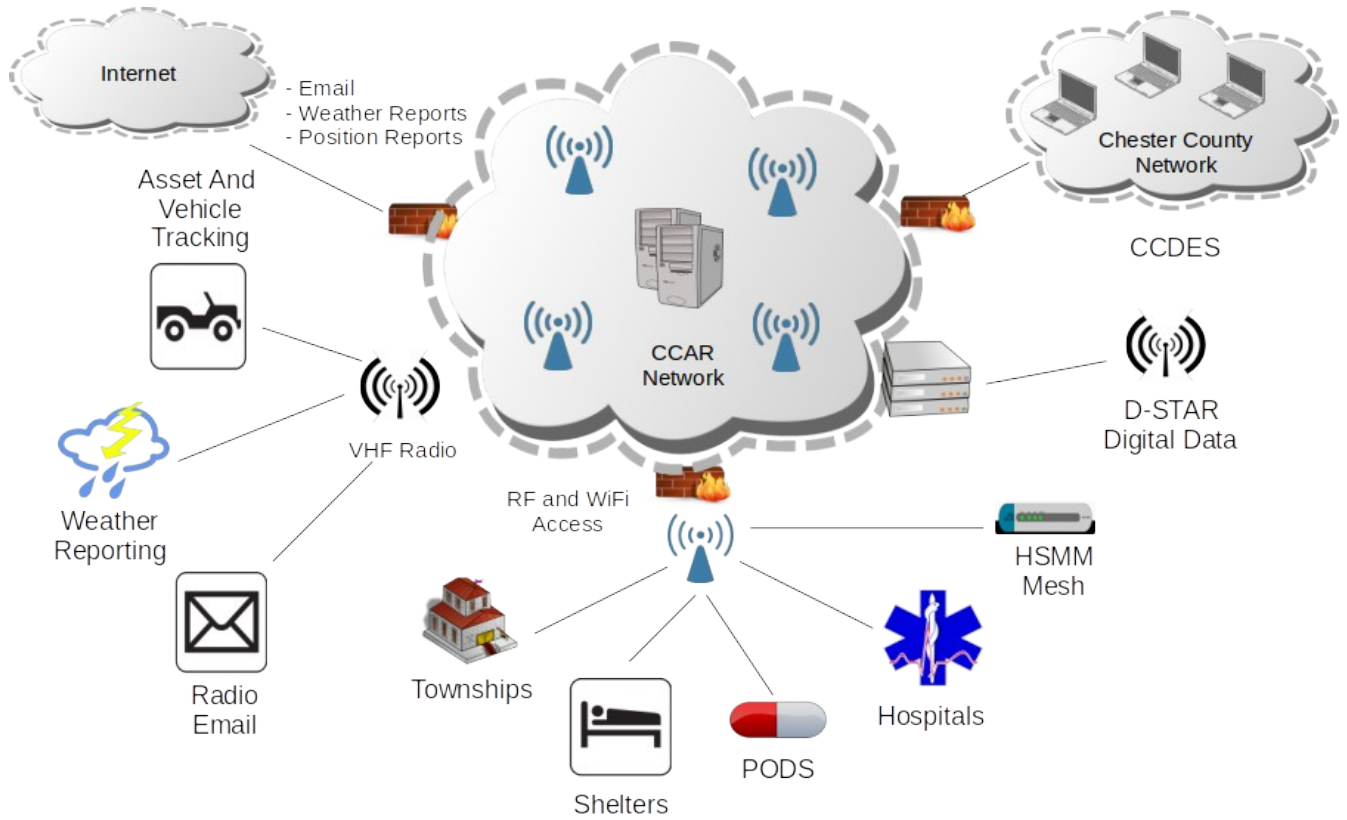 Internet
- Email
- Weather Reports
- Position Reports
Chester County
Network
CCDES
Asset And
Vehicle
Tracking
CCAR
Network
VHF Radio
D-STAR
Digital Data
Weather
Reporting
RF and WiFi
Access
HSMM
Mesh
Radio
Email
Townships
Shelters
PODS
Hospitals